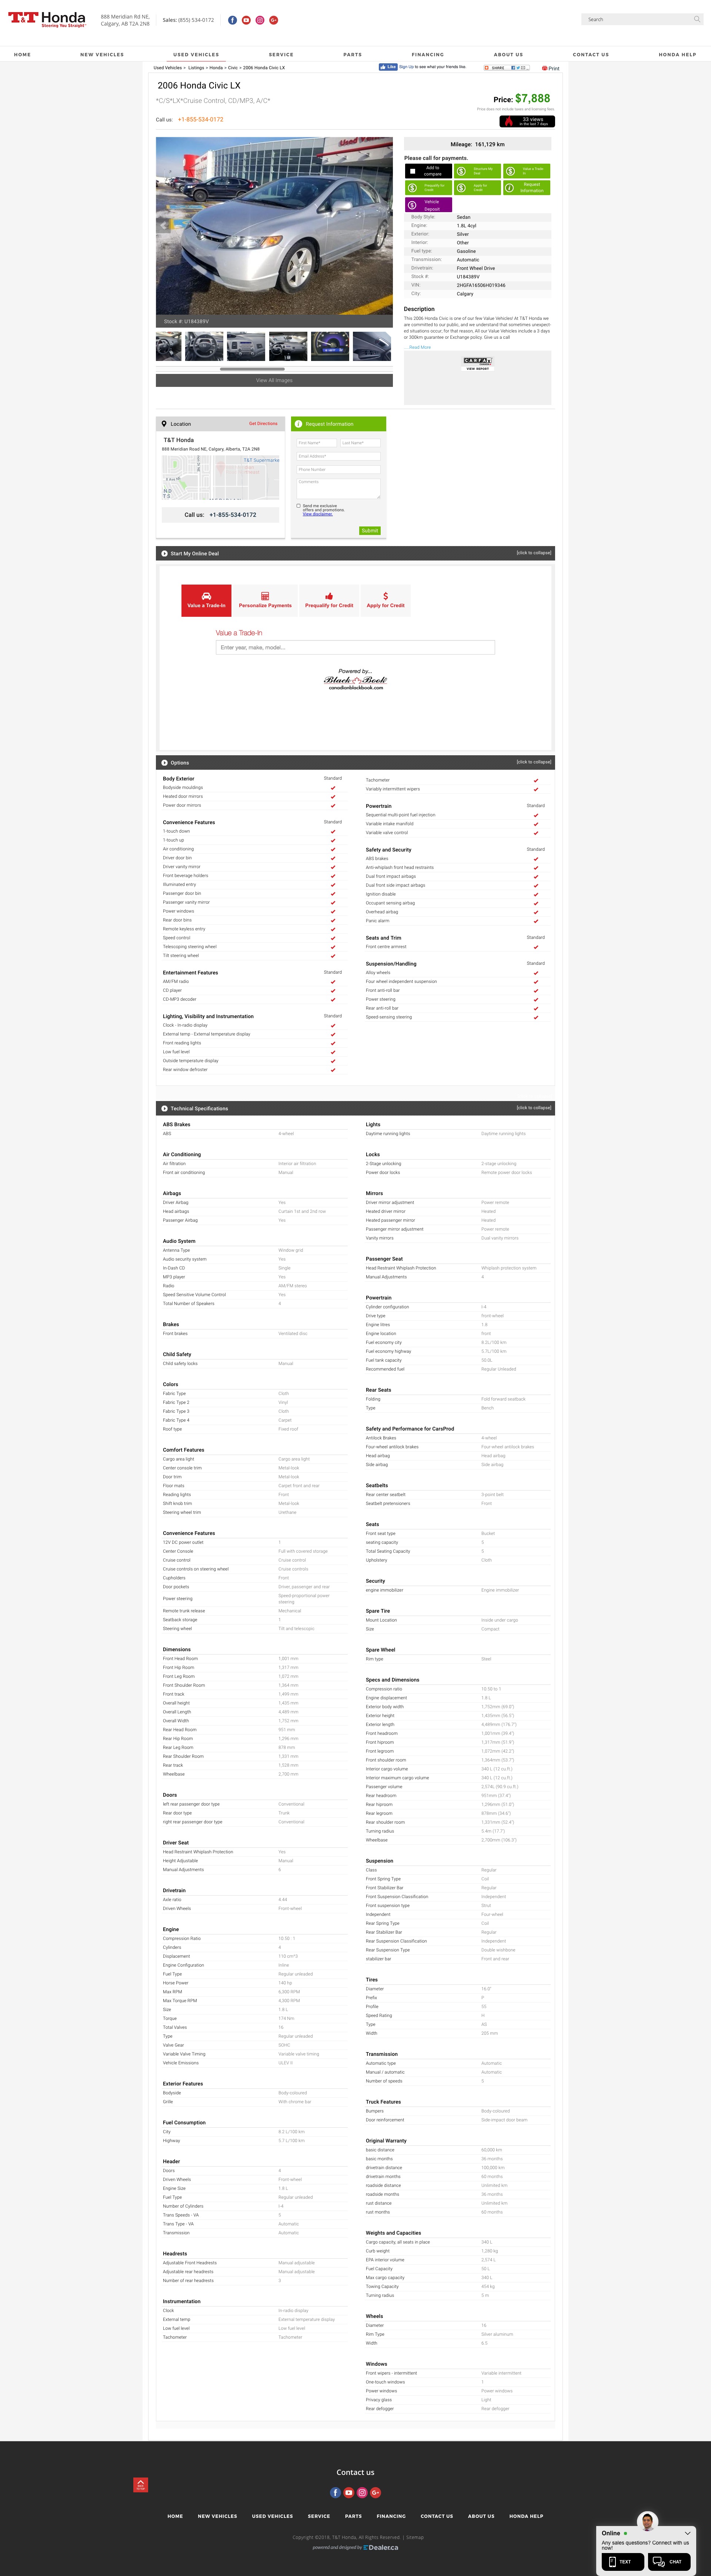 T&T Honda
Steering You Straight
888 Meridian Rd NE,
Calgary, AB T2A 2N8
Sales: (855) 534-0172
Search
HOME NEW VEHICLES USED VEHICLES SERVICE PARTS FINANCING ABOUT US CONTACT US HONDA HELP
Used Vehicles > Listings > Honda > Civic > 2006 Honda Civic LX
Like Sign Up to see what your friends like.
Print
2006 Honda Civic LX
*C/S*LX*Cruise Control, CD/MP3, A/C*
Price: $7,888
Price does not include taxes and licensing fees.
Call us: +1-855-534-0172
33 views
in the last 7 days
Mileage: 161,129 km
Please call for payments.
Add to compare
Structure My Deal
Value a Trade-In
Prequalify for Credit
Apply for Credit
Request Information
Vehicle Deposit
Body Style: Sedan
Engine: 1.8L 4cyl
Exterior: Silver
Interior: Other
Fuel type: Gasoline
Transmission: Automatic
Drivetrain: Front Wheel Drive
Stock # U184389V
VIN: 2HGFA16506H019346
City: Calgary
Stock #: U184389V
View All Images
Description
This 2006 Honda Civic is one of our few Value Vehicles! At T&T Honda we
are committed to our public, and we understand that sometimes unexpect-
ed situations occur, for that reason, All our Value Vehicles include a 3 days
or 300km guarantee or Exchange policy. Give us a call
... Read More
CARFAX
VIEW REPORT
Location Get Directions
T&T Honda
888 Meridian Road NE, Calgary, Alberta, T2A 2N8
T&T Supermarke
Call us: +1-855-534-0172
Request Information
First Name* Last Name*
Email Address*
Phone Number
Comments
Send me exclusive
offers and promotions.
View disclaimer.
Submit
Start My Online Deal [click to collapse]
Value a Trade-In Personalize Payments Prequalify for Credit Apply for Credit
Value a Trade-In
Enter year, make, model...
Powered by...
Black Book
canadianblackbook.com
Options [click to collapse]
Body Exterior Standard
Bodyside mouldings
Heated door mirrors
Power door mirrors
Convenience Features Standard
1-touch down
1-touch up
Air conditioning
Driver door bin
Driver vanity mirror
Front beverage holders
Illuminated entry
Passenger door bin
Passenger vanity mirror
Power windows
Rear door bins
Remote keyless entry
Speed control
Telescoping steering wheel
Tilt steering wheel
Entertainment Features Standard
AM/FM radio
CD player
CD-MP3 decoder
Lighting, Visibility and Instrumentation Standard
Clock - In-radio display
External temp - External temperature display
Front reading lights
Low fuel level
Outside temperature display
Rear window defroster
Tachometer
Variably intermittent wipers
Powertrain Standard
Sequential multi-point fuel injection
Variable intake manifold
Variable valve control
Safety and Security Standard
ABS brakes
Anti-whiplash front head restraints
Dual front impact airbags
Dual front side impact airbags
Ignition disable
Occupant sensing airbag
Overhead airbag
Panic alarm
Seats and Trim Standard
Front centre armrest
Suspension/Handling Standard
Alloy wheels
Four wheel independent suspension
Front anti-roll bar
Power steering
Rear anti-roll bar
Speed-sensing steering
Technical Specifications [click to collapse]
ABS Brakes
ABS 4-wheel
Air Conditioning
Air filtration Interior air filtration
Front air conditioning Manual
Airbags
Driver Airbag Yes
Head airbags Curtain 1st and 2nd row
Passenger Airbag Yes
Audio System
Antenna Type Window grid
Audio security system Yes
In-Dash CD Single
MP3 player Yes
Radio AM/FM stereo
Speed Sensitive Volume Control Yes
Total Number of Speakers 4
Brakes
Front brakes Ventilated disc
Child Safety
Child safety locks Manual
Colors
Fabric Type Cloth
Fabric Type 2 Vinyl
Fabric Type 3 Cloth
Fabric Type 4 Carpet
Roof type Fixed roof
Comfort Features
Cargo area light Cargo area light
Center console trim Metal-look
Door trim Metal-look
Floor mats Carpet front and rear
Reading lights Front
Shift knob trim Metal-look
Steering wheel trim Urethane
Convenience Features
12V DC power outlet 1
Center Console Full with covered storage
Cruise control Cruise control
Cruise controls on steering wheel Cruise controls
Cupholders Front
Door pockets Driver, passenger and rear
Power steering Speed-proportional power steering
Remote trunk release Mechanical
Seatback storage 1
Steering wheel Tilt and telescopic
Dimensions
Front Head Room 1,001 mm
Front Hip Room 1,317 mm
Front Leg Room 1,072 mm
Front Shoulder Room 1,364 mm
Front track 1,499 mm
Overall height 1,435 mm
Overall Length 4,489 mm
Overall Width 1,752 mm
Rear Head Room 951 mm
Rear Hip Room 1,296 mm
Rear Leg Room 878 mm
Rear Shoulder Room 1,331 mm
Rear track 1,528 mm
Wheelbase 2,700 mm
Doors
left rear passenger door type Conventional
Rear door type Trunk
right rear passenger door type Conventional
Driver Seat
Head Restraint Whiplash Protection Yes
Height Adjustable Manual
Manual Adjustments 6
Drivetrain
Axle ratio 4.44
Driven Wheels Front-wheel
Engine
Compression Ratio 10.50 : 1
Cylinders 4
Displacement 110 cm^3
Engine Configuration Inline
Fuel Type Regular unleaded
Horse Power 140 hp
Max RPM 6,300 RPM
Max Torque RPM 4,300 RPM
Size 1.8 L
Torque
Total Valves 16
Type Regular unleaded
Valve Gear SOHC
Variable Valve Timing Variable valve timing
Vehicle Emissions ULEV II
Exterior Features
Bodyside Body-coloured
Grille With chrome bar
Fuel Consumption
City 8.2 L/100 km
Highway 5.7 L/100 km
Header
Doors 4
Driven Wheels Front-wheel
Engine Size 1.8 L
Fuel Type Regular unleaded
Number of Cylinders I-4
Trans Speeds - VA 5
Trans Type - VA Automatic
Transmission Automatic
Headrests
Adjustable Front Headrests Manual adjustable
Adjustable rear headrests Manual adjustable
Number of rear headrests 3
Instrumentation
Clock In-radio display
External temp External temperature display
Low fuel level Low fuel level
Tachometer Tachometer
Lights
Daytime running lights Daytime running lights
Locks
2-Stage unlocking 2-stage unlocking
Power door locks Remote power door locks
Mirrors
Driver mirror adjustment Power remote
Heated driver mirror Heated
Heated passenger mirror Heated
Passenger mirror adjustment Power remote
Vanity mirrors Dual vanity mirrors
Passenger Seat
Head Restraint Whiplash Protection Whiplash protection system
Manual Adjustments 4
Powertrain
Cylinder configuration I-4
Drive type Front-wheel
Engine litres 1.8
Engine location front
Fuel economy city 8.2L/100 km
Fuel economy highway 5.7L/100 km
Fuel tank capacity 50.0L
Recommended fuel Regular Unleaded
Rear Seats
Folding Fold forward seatback
Type Bench
Safety and Performance for CarsProd
Antilock Brakes 4-wheel
Four-wheel antilock brakes Four-wheel antilock brakes
Head airbag Head airbag
Side airbag Side airbag
Seatbelts
Rear center seatbelt 3-point belt
Seatbelt pretensioners Front
Seats
Front seat type Bucket
seating capacity 5
Total Seating Capacity 5
Upholstery Cloth
Security
engine immobilizer Engine immobilizer
Spare Tire
Mount Location Inside under cargo
Size Compact
Spare Wheel
Rim type Steel
Specs and Dimensions
Compression ratio 10.50 to 1
Engine displacement 1.8 L
Exterior body width 1,752mm (69.0")
Exterior height 1,435mm (56.5")
Exterior length 4,489mm (176.7")
Front headroom 1,001mm (39.4")
Front hiproom 1,317mm (51.9")
Front legroom 1,072mm (42.2")
Front shoulder room 1,364mm (53.7")
Interior cargo volume 340 L (12 cu.ft.)
Interior maximum cargo volume 340 L (12 cu.ft.)
Passenger volume 2,574L (90.9 cu.ft.)
Rear headroom 951mm (37.4")
Rear hiproom 1,296mm (51.0")
Rear legroom 878mm (34.6")
Rear shoulder room 1,331mm (52.4")
Turning radius 5.4m (17.7')
Wheelbase 2,700mm (106.3")
Suspension
Class Regular
Front Spring Type Coil
Front Stabilizer Bar Regular
Front Suspension Classification Independent
Front suspension type Strut
Independent Four-wheel
Rear Spring Type Coil
Rear Stabilizer Bar Regular
Rear Suspension Classification Independent
Rear Suspension Type Double wishbone
stabilizer bar Front and rear
Tires
Diameter 16.0"
Prefix P
Profile 55
Speed Rating H
Type AS
Width 205 mm
Transmission
Automatic type Automatic
Manual / automatic Automatic
Number of speeds 5
Truck Features
Bumpers Body-coloured
Door reinforcement Side-impact door beam
Original Warranty
basic distance 60,000 km
basic months 36 months
drivetrain distance 100,000 km
drivetrain months 60 months
roadside distance Unlimited km
roadside months 36 months
rust distance Unlimited km
rust months 60 months
Weights and Capacities
Cargo capacity, all seats in place 340 L
Curb weight
EPA interior volume 2,574 L
Fuel Capacity 50 L
Max cargo capacity 340 L
Towing Capacity 454 kg
Turning radius 5 m
Wheels
Diameter 16
Rim Type Silver aluminum
Width 6.5
Windows
Front wipers - intermittent Variable intermittent
One-touch windows 1
Power windows Power windows
Privacy glass Light
Rear defogger Rear defogger
Contact us
HOME NEW VEHICLES USED VEHICLES SERVICE PARTS FINANCING CONTACT US ABOUT US HONDA HELP
Copyright ©2018. T&T Honda, All Rights Reserved. | Sitemap
powered and designed by EDealer.ca
Online
Any sales questions? Connect with us
now!
TEXT CHAT